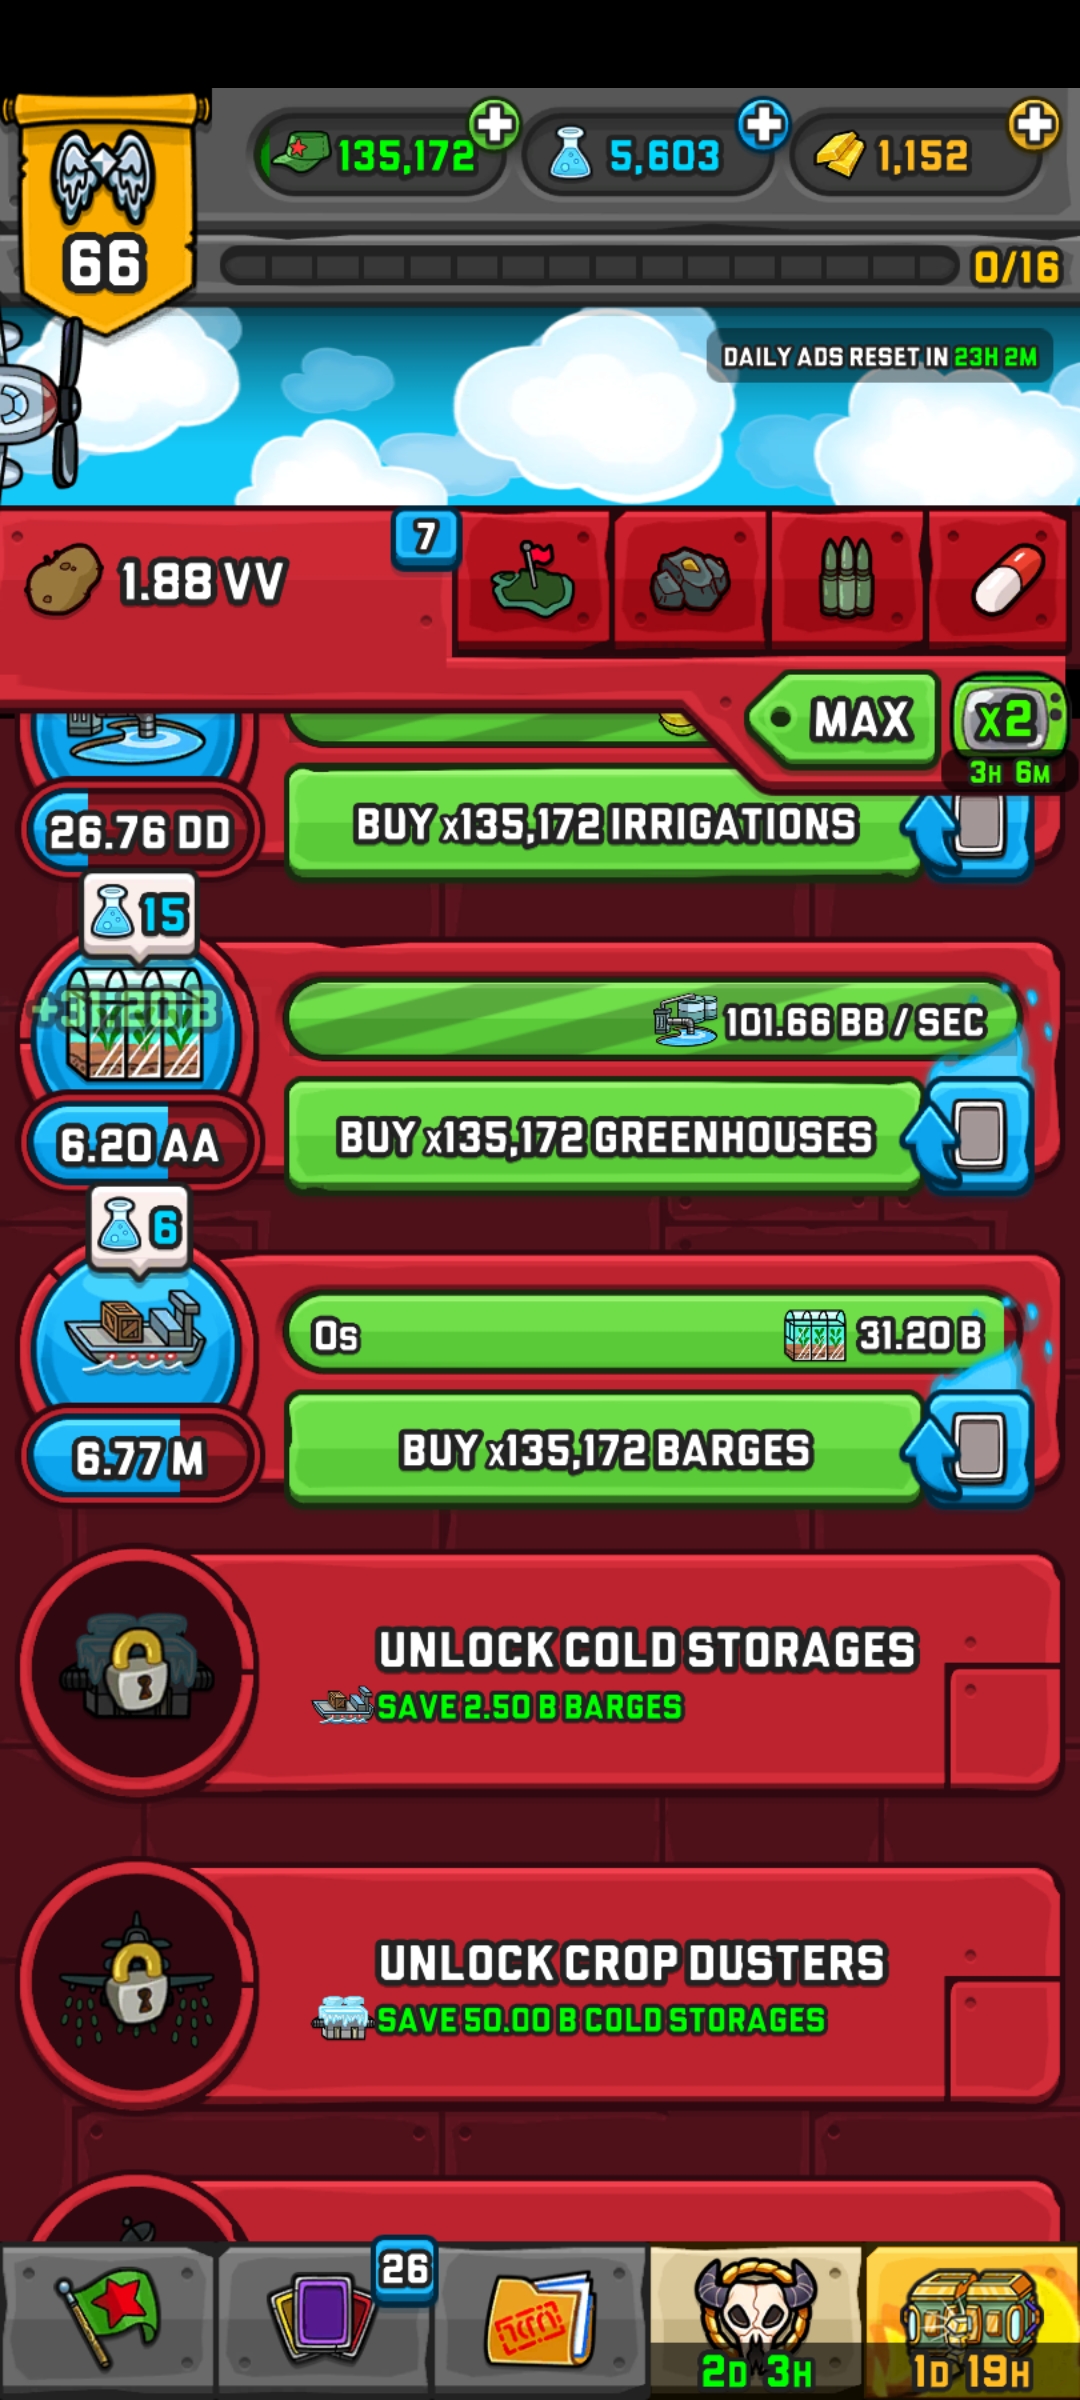 135,172
5,603
1,152
66
0/16
DAILY ADS RESET IN 23H 2M
7
1.88 VV
MAX
x2
3H 6M
26.76 DD
BUY x135,172 IRRIGATIONS
15
101.66 BB / SEC
6.20 AA
BUY x135,172 GREENHOUSES
6
0s
31.20 B
6.77 M
BUY x135,172 BARGES
UNLOCK COLD STORAGES
SAVE 2.50 B BARGES
UNLOCK CROP DUSTERS
SAVE 50.00 B COLD STORAGES
26
2D 3H
1D 19H